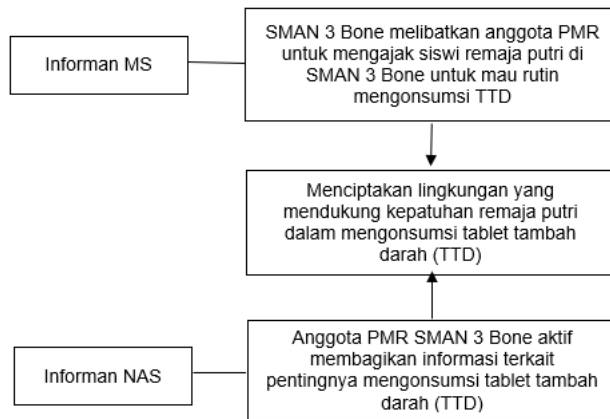 Informan MS
SMAN 3 Bone melibatkan anggota PMR
untuk mengajak siswi remaja putri di
SMAN 3 Bone untuk mau rutin
mengonsumsi TTD
Menciptakan lingkungan yang
mendukung kepatuhan remaja putri
dalam mengonsumsi tablet tambah
darah (TTD)
Informan NAS
Anggota PMR SMAN 3 Bone aktif
membagikan informasi terkait
pentingnya mengonsumsi tablet tambah
darah (TTD)